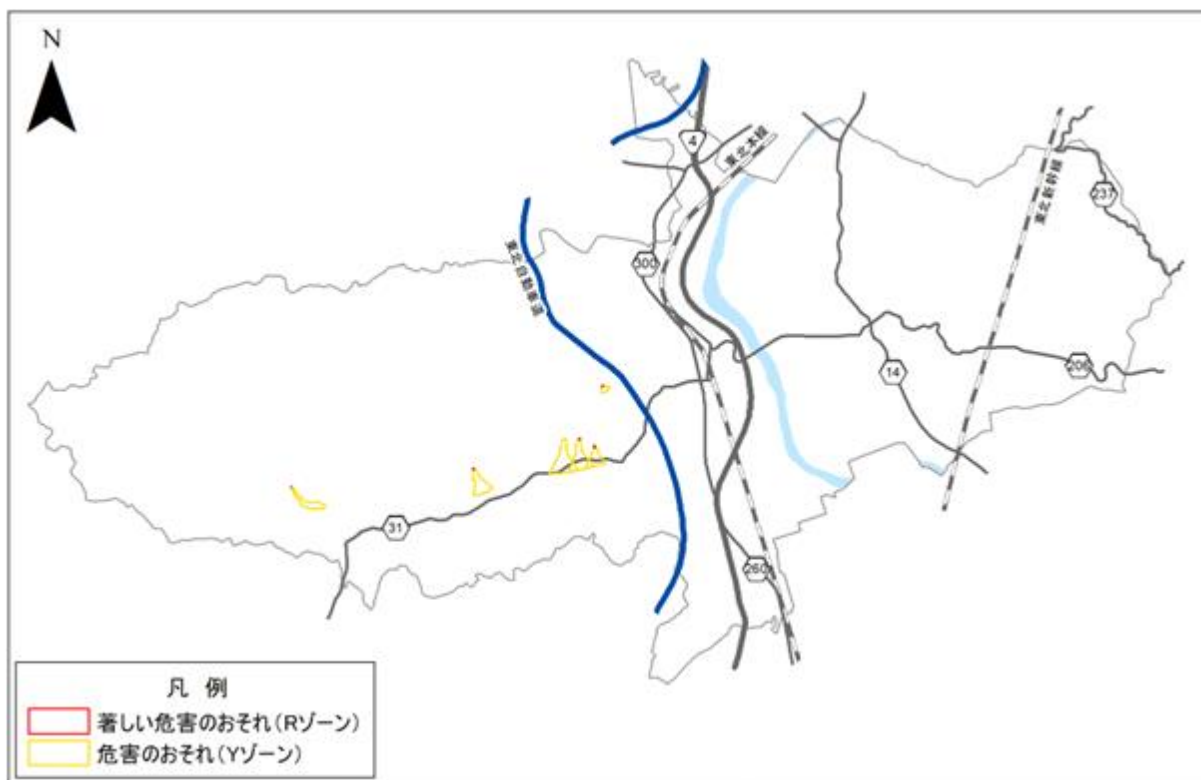 N
4
東北本線
東北新幹線
237
東北自動車道
300
206
14
31
260
凡 例
著しい危害のおそれ(Rゾーン)
危害のおそれ(Yゾーン)